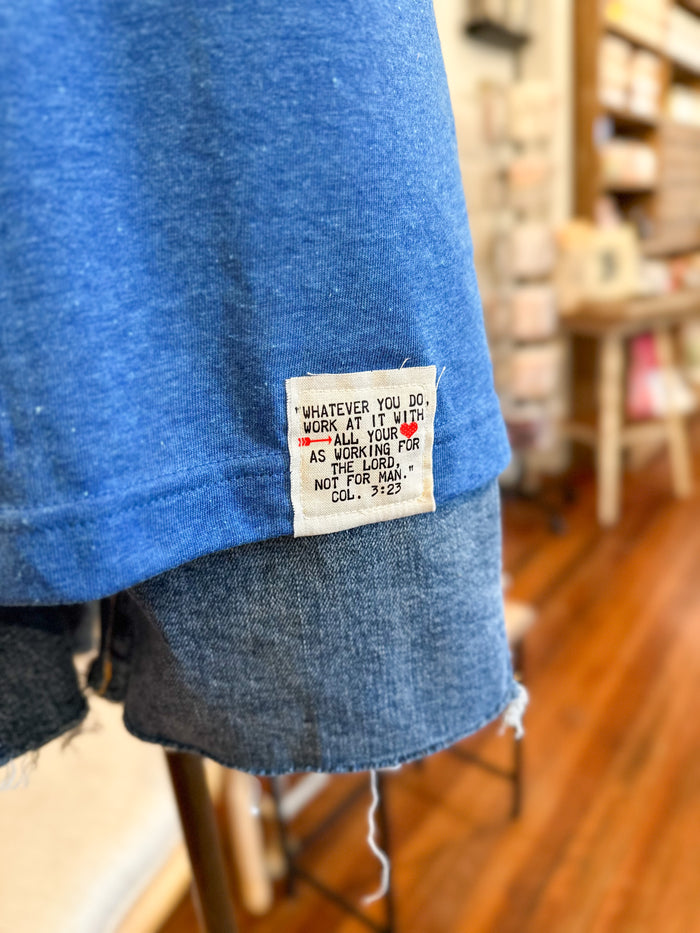 "WHATEVER YOU DO,
WORK AT IT WITH
ALL YOUR
AS WORKING FOR
THE LORD,
NOT FOR MAN."
COL. 3:23